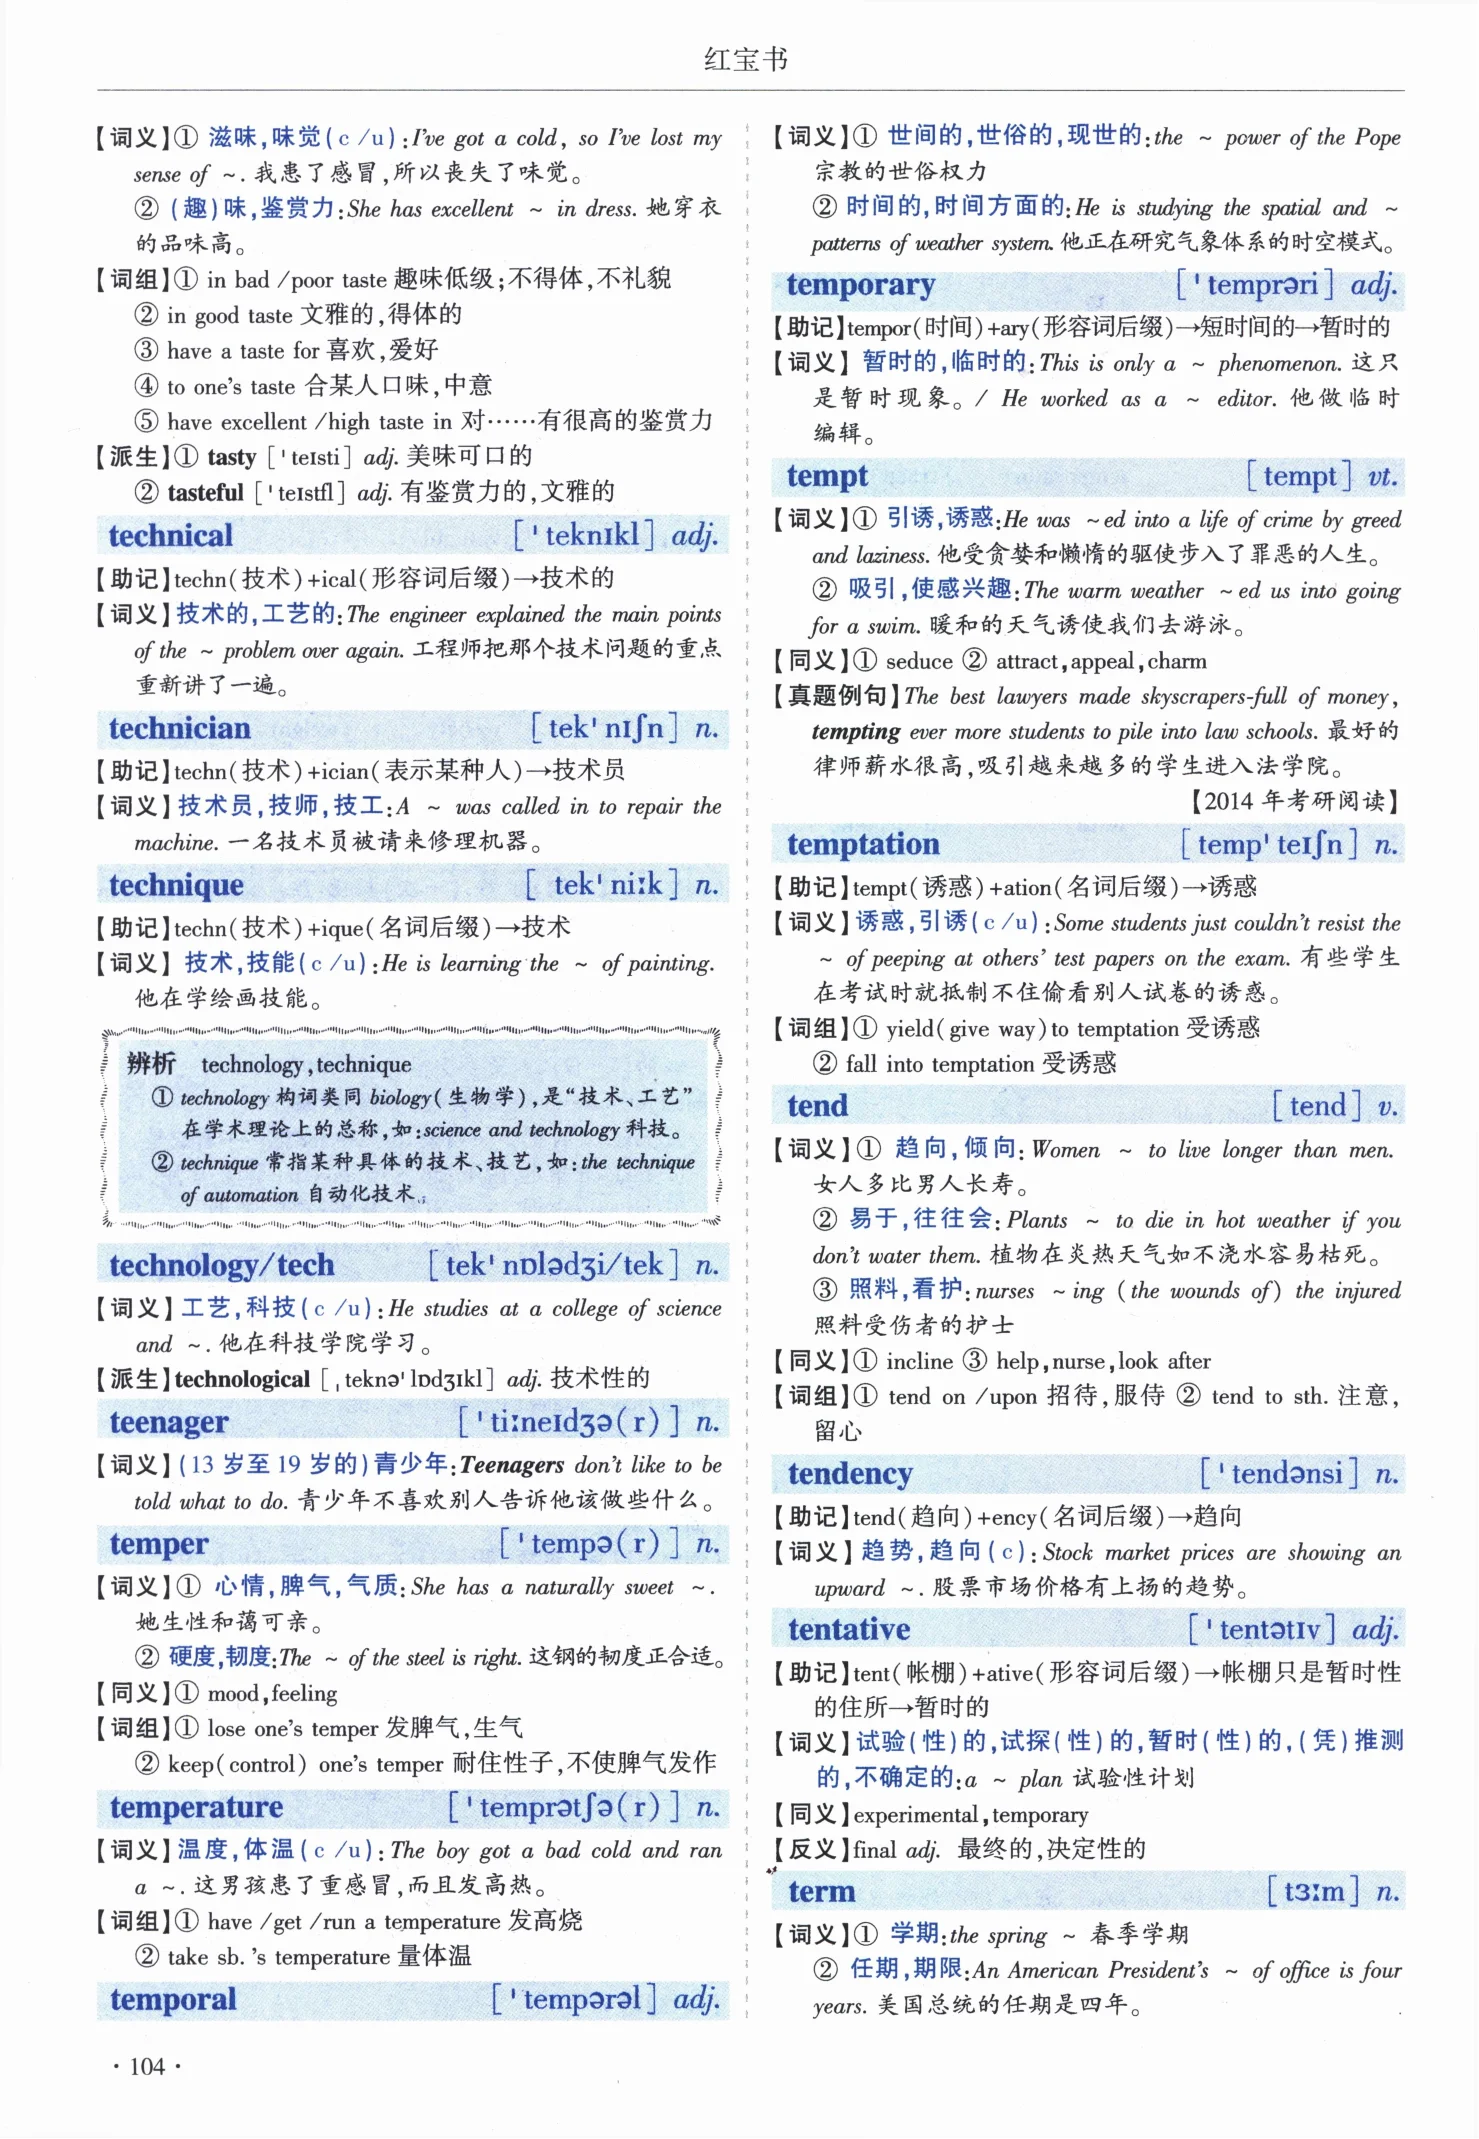 红宝书
【词义】① 滋味,味觉(c /u):I've got a cold, so I've lost my
sense of ~. 我患了感冒,所以丧失了味觉。
② (趣)味,鉴赏力:She has excellent ~ in dress. 她穿衣
的品味高。
【词组】① in bad /poor taste 趣味低级;不得体,不礼貌
② in good taste 文雅的,得体的
③ have a taste for 喜欢,爱好
④ to one's taste 合某人口味,中意
⑤ have excellent /high taste in 对……有很高的鉴赏力
【派生】① tasty [ˈteɪsti] adj. 美味可口的
② tasteful [ˈteɪstfl] adj. 有鉴赏力的,文雅的
technical [ˈteknɪkl] adj.
【助记】techn(技术)+ical(形容词后缀)→技术的
【词义】技术的,工艺的:The engineer explained the main points
of the ~ problem over again. 工程师把那个技术问题的重点
重新讲了一遍。
technician [tekˈnɪʃn] n.
【助记】techn(技术)+ician(表示某种人)→技术员
【词义】技术员,技师,技工:A ~ was called in to repair the
machine. 一名技术员被请来修理机器。
technique [tekˈniːk] n.
【助记】techn(技术)+ique(名词后缀)→技术
【词义】技术,技能(c /u):He is learning the ~ of painting.
他在学绘画技能。
辨析 technology,technique
① technology 构词类同 biology(生物学),是“技术、工艺”
在学术理论上的总称,如:science and technology 科技。
② technique 常指某种具体的技术、技艺,如:the technique
of automation 自动化技术。
technology/tech [tekˈnɒlədʒi/tek] n.
【词义】工艺,科技(c /u):He studies at a college of science
and ~. 他在科技学院学习。
【派生】technological [ˌteknəˈlɒdʒɪkl] adj. 技术性的
teenager [ˈtiːneɪdʒə(r)] n.
【词义】(13 岁至 19 岁的)青少年:Teenagers don't like to be
told what to do. 青少年不喜欢别人告诉他该做些什么。
temper [ˈtempə(r)] n.
【词义】① 心情,脾气,气质:She has a naturally sweet ~.
她生性和蔼可亲。
② 硬度,韧度:The ~ of the steel is right. 这钢的韧度正合适。
【同义】① mood,feeling
【词组】① lose one's temper 发脾气,生气
② keep(control) one's temper 耐住性子,不使脾气发作
temperature [ˈtemprətʃə(r)] n.
【词义】温度,体温(c /u):The boy got a bad cold and ran
a ~. 这男孩患了重感冒,而且发高热。
【词组】① have /get /run a temperature 发高烧
② take sb. 's temperature 量体温
temporal [ˈtempərəl] adj.
· 104 ·
【词义】① 世间的,世俗的,现世的:the ~ power of the Pope
宗教的世俗权力
② 时间的,时间方面的:He is studying the spatial and ~
patterns of weather system. 他正在研究气象体系的时空模式。
temporary [ˈtemprəri] adj.
【助记】tempor(时间)+ary(形容词后缀)→短时间的→暂时的
【词义】 暂时的,临时的:This is only a ~ phenomenon. 这只
是暂时现象。/ He worked as a ~ editor. 他做临时
编辑。
tempt [tempt] vt.
【词义】① 引诱,诱惑:He was ~ed into a life of crime by greed
and laziness. 他受贪婪和懒惰的驱使步入了罪恶的人生。
② 吸引,使感兴趣:The warm weather ~ed us into going
for a swim. 暖和的天气诱使我们去游泳。
【同义】① seduce ② attract,appeal,charm
【真题例句】The best lawyers made skyscrapers-full of money,
tempting ever more students to pile into law schools. 最好的
律师薪水很高,吸引越来越多的学生进入法学院。
【2014 年考研阅读】
temptation [tempˈteɪʃn] n.
【助记】tempt(诱惑)+ation(名词后缀)→诱惑
【词义】诱惑,引诱(c /u):Some students just couldn't resist the
~ of peeping at others' test papers on the exam. 有些学生
在考试时就抵制不住偷看别人试卷的诱惑。
【词组】① yield(give way)to temptation 受诱惑
② fall into temptation 受诱惑
tend [tend] v.
【词义】① 趋向,倾向:Women ~ to live longer than men.
女人多比男人长寿。
② 易于,往往会:Plants ~ to die in hot weather if you
don't water them. 植物在炎热天气如不浇水容易枯死。
③ 照料,看护:nurses ~ing (the wounds of) the injured
照料受伤者的护士
【同义】① incline ③ help,nurse,look after
【词组】① tend on /upon 招待,服侍 ② tend to sth. 注意,
留心
tendency [ˈtendənsi] n.
【助记】tend(趋向)+ency(名词后缀)→趋向
【词义】趋势,趋向(c):Stock market prices are showing an
upward ~. 股票市场价格有上扬的趋势。
tentative [ˈtentətɪv] adj.
【助记】tent(帐棚)+ative(形容词后缀)→帐棚只是暂时性
的住所→暂时的
【词义】试验(性)的,试探(性)的,暂时(性)的,(凭)推测
的,不确定的:a ~ plan 试验性计划
【同义】experimental,temporary
【反义】final adj. 最终的,决定性的
term [tɜːm] n.
【词义】① 学期:the spring ~ 春季学期
② 任期,期限:An American President's ~ of office is four
years. 美国总统的任期是四年。